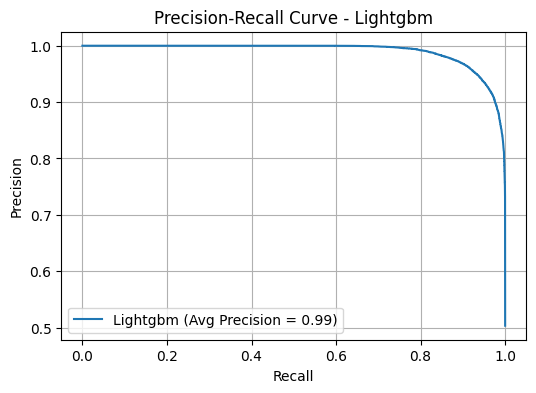 Precision-Recall Curve - Lightgbm
1.0
0.9
0.8
0.7
0.6
0.5
Precision
Lightgbm (Avg Precision = 0.99)
0.0 0.2 0.4 0.6 0.8 1.0
Recall